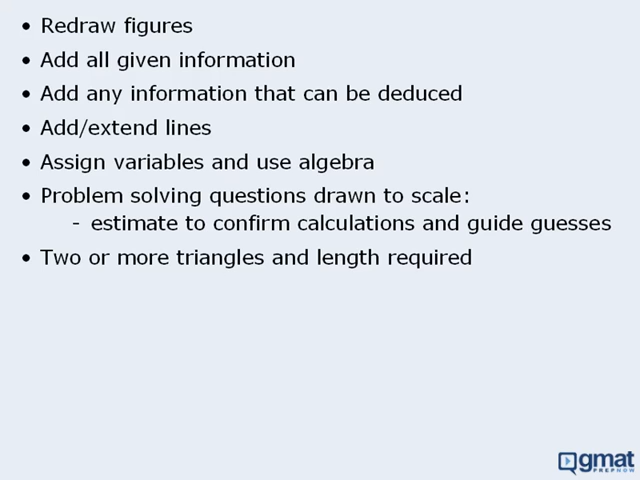 • Redraw figures
• Add all given information
• Add any information that can be deduced
• Add/extend lines
• Assign variables and use algebra
• Problem solving questions drawn to scale:
- estimate to confirm calculations and guide guesses
• Two or more triangles and length required
gmat
PREPNOW